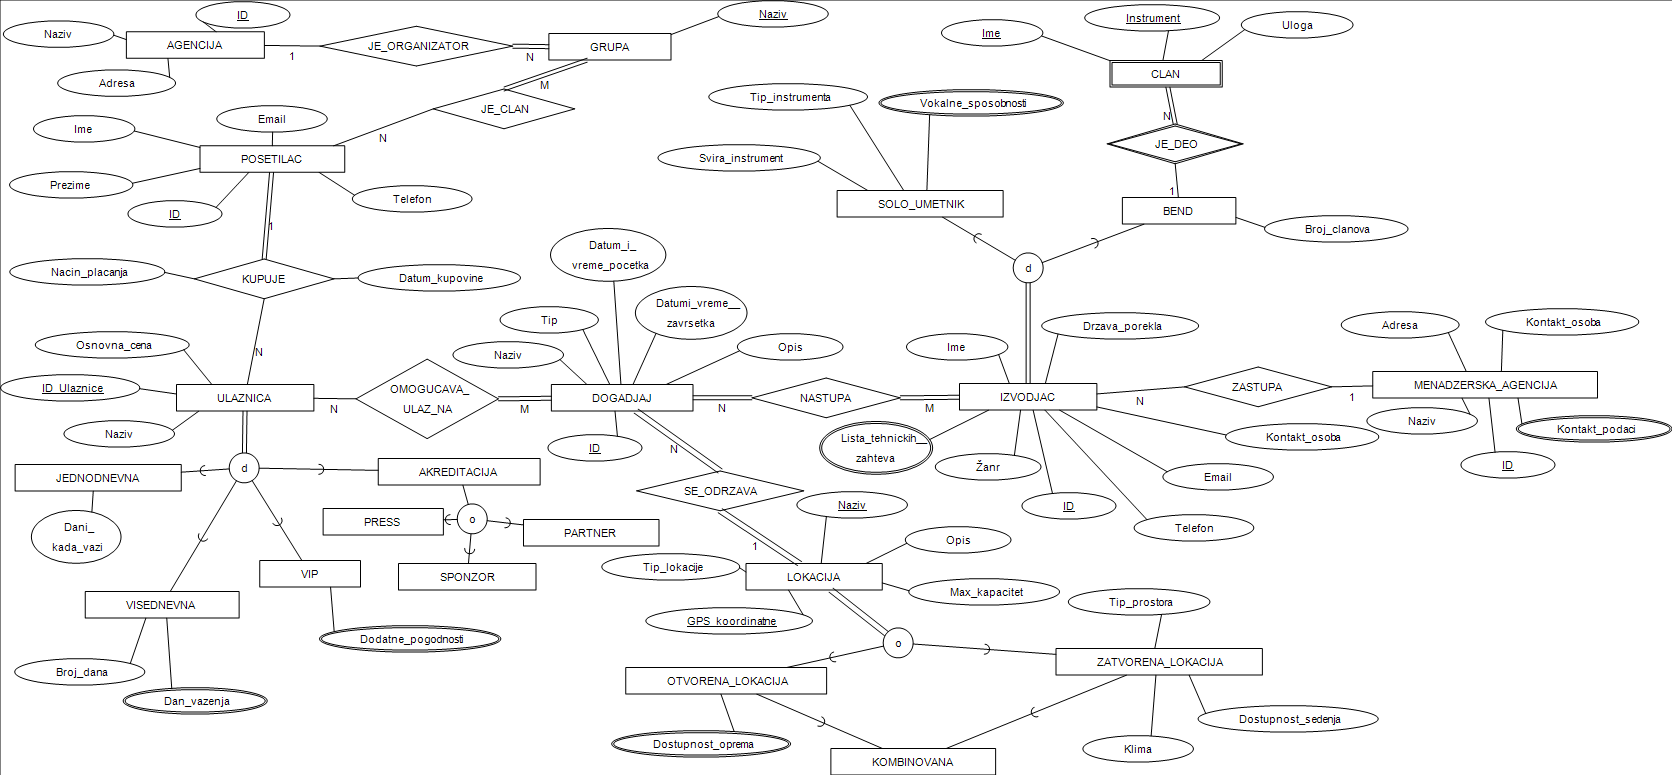 ID
Naziv
Naziv
Instrument
Uloga
Ime
AGENCIJA
1
JE_ORGANIZATOR
N
GRUPA
CLAN
Adresa
M
Tip_instrumenta
Vokalne_sposobnosti
JE_CLAN
N
Email
Ime
N
JE_DEO
POSETILAC
Svira_instrument
Prezime
Telefon
1
ID
SOLO_UMETNIK
BEND
1
Broj_clanova
Datum_i_
vreme_pocetka
d
Nacin_placanja
KUPUJE
Datum_kupovine
Datumi_vreme__
zavrsetka
Tip
Drzava_porekla
Adresa
Kontakt_osoba
Osnovna_cena
N
Naziv
Opis
Ime
ID_Ulaznice
ULAZNICA
N
OMOGUCAVA_
ULAZ_NA
M
DOGADJAJ
N
NASTUPA
M
IZVODJAC
N
ZASTUPA
1
MENADZERSKA_AGENCIJA
Naziv
ID
N
Lista_tehnickih__
zahteva
Kontakt_osoba
Naziv
Kontakt_podaci
JEDNODNEVNA
d
AKREDITACIJA
Žanr
Email
ID
SE_ODRZAVA
Naziv
ID
Dani_
kada_vazi
PRESS
o
PARTNER
Telefon
1
Opis
VIP
SPONZOR
Tip_lokacije
LOKACIJA
Max_kapacitet
VISEDNEVNA
Tip_prostora
GPS_koordinatne
Dodatne_pogodnosti
o
Broj_dana
ZATVORENA_LOKACIJA
OTVORENA_LOKACIJA
Dan_vazenja
Dostupnost_sedenja
Dostupnost_oprema
Klima
KOMBINOVANA